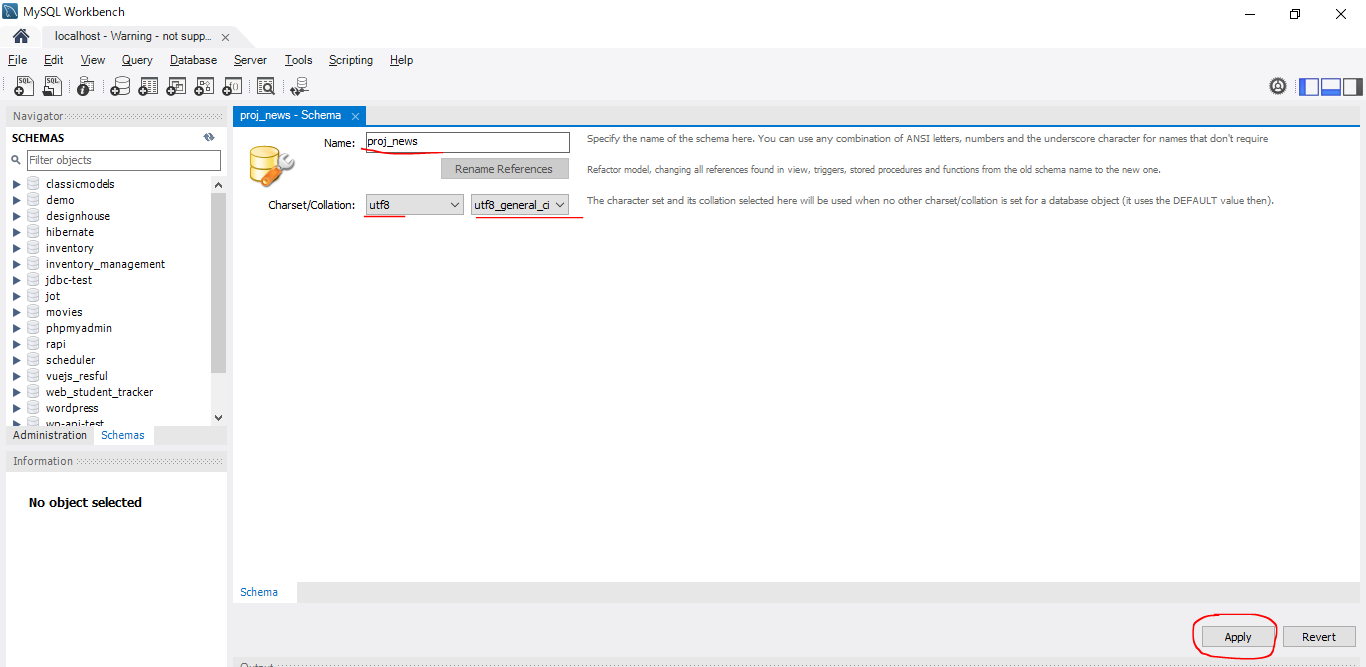 MySQL Workbench
localhost - Warning - not supp...
File Edit View Query Database Server Tools Scripting Help
Navigator
SCHEMAS
Filter objects
classicmodels
demo
designhouse
hibernate
inventory
inventory_management
jdbc-test
jot
movies
phpmyadmin
rapi
scheduler
vuejs_resful
web_student_tracker
wordpress
wp-api-test
Administration Schemas
Information
No object selected
proj_news - Schema
Name: proj_news
Specify the name of the schema here. You can use any combination of ANSI letters, numbers and the underscore character for names that don't require
Rename References
Refactor model, changing all references found in view, triggers, stored procedures and functions from the old schema name to the new one.
Charset/Collation: utf8 utf8_general_ci
The character set and its collation selected here will be used when no other charset/collation is set for a database object (it uses the DEFAULT value then).
Schema
Apply Revert
Output